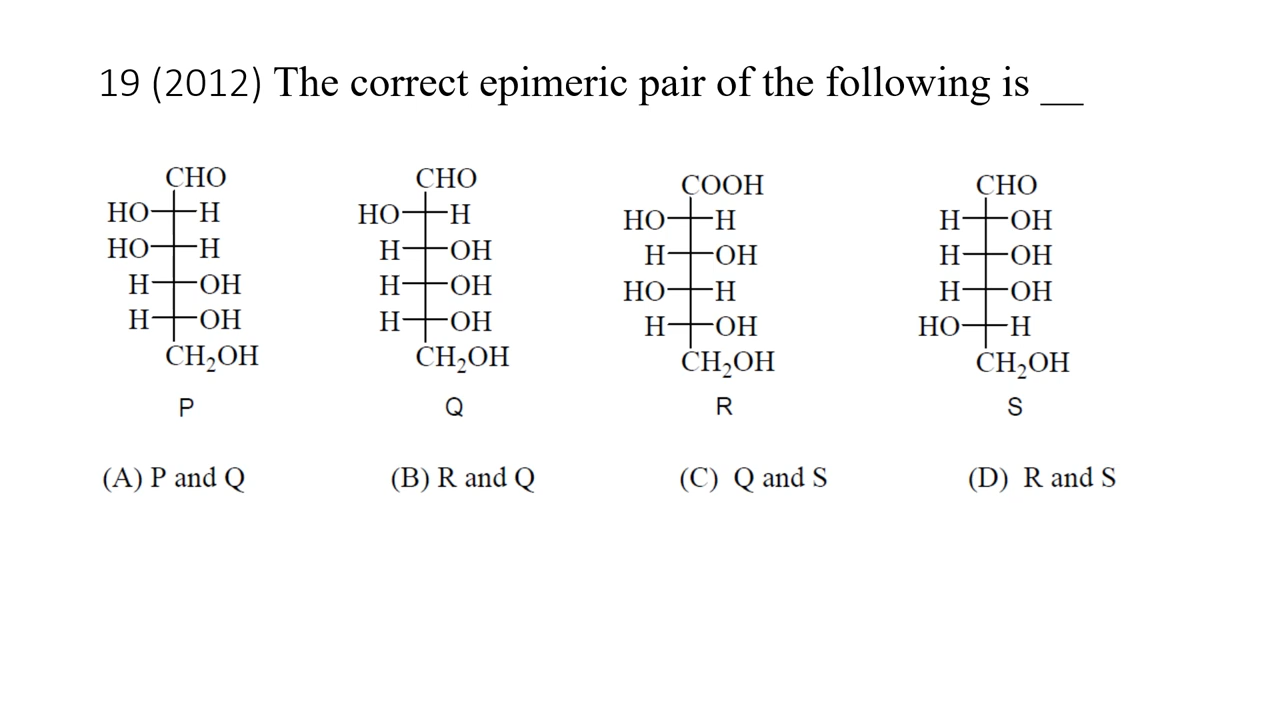 19 (2012) The correct epimeric pair of the following is __
CHO CHO COOH CHO
HO H HO H HO H H OH
HO H H OH H OH H OH
H OH H OH HO H H OH
H OH H OH H OH HO H
CH₂OH CH₂OH CH₂OH CH₂OH
P Q R S
(A) P and Q (B) R and Q (C) Q and S (D) R and S